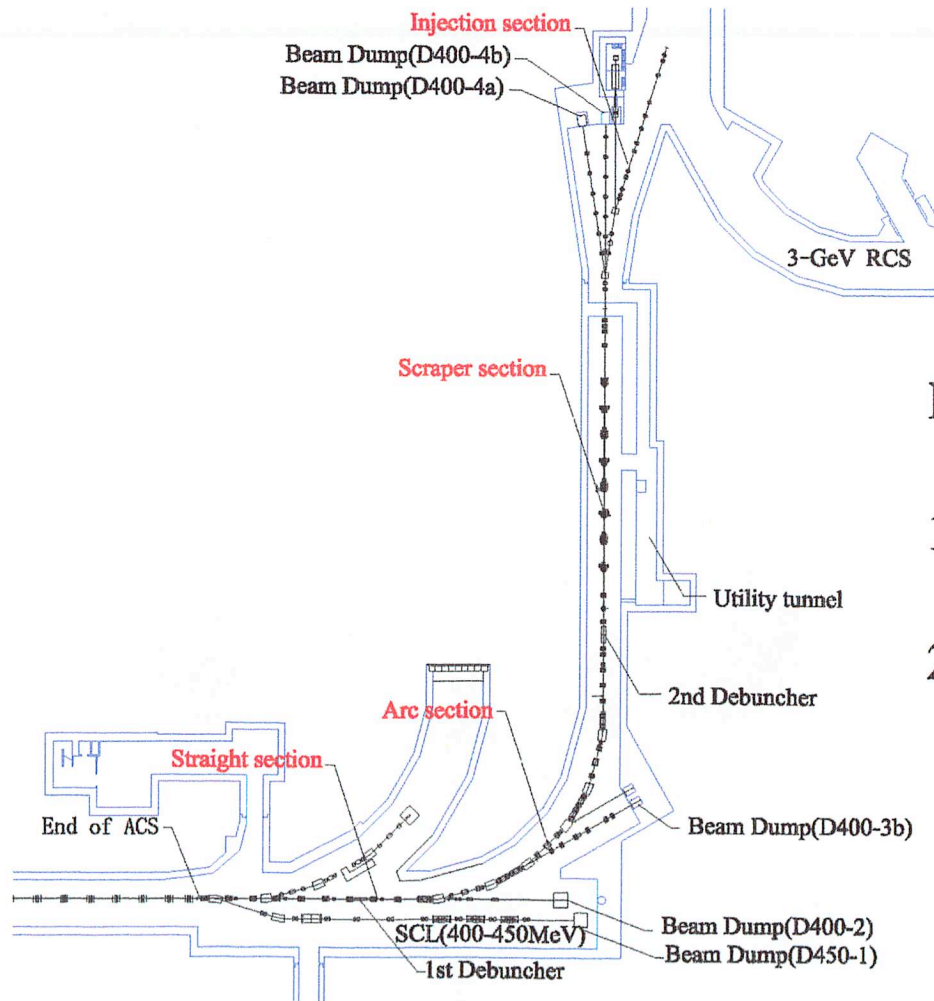 Injection section
Beam Dump(D400-4b)
Beam Dump(D400-4a)
3-GeV RCS
Scraper section
Utility tunnel
2nd Debuncher
Arc section
Straight section
End of ACS
Beam Dump(D400-3b)
Beam Dump(D400-2)
SCL(400-450MeV)
Beam Dump(D450-1)
1st Debuncher